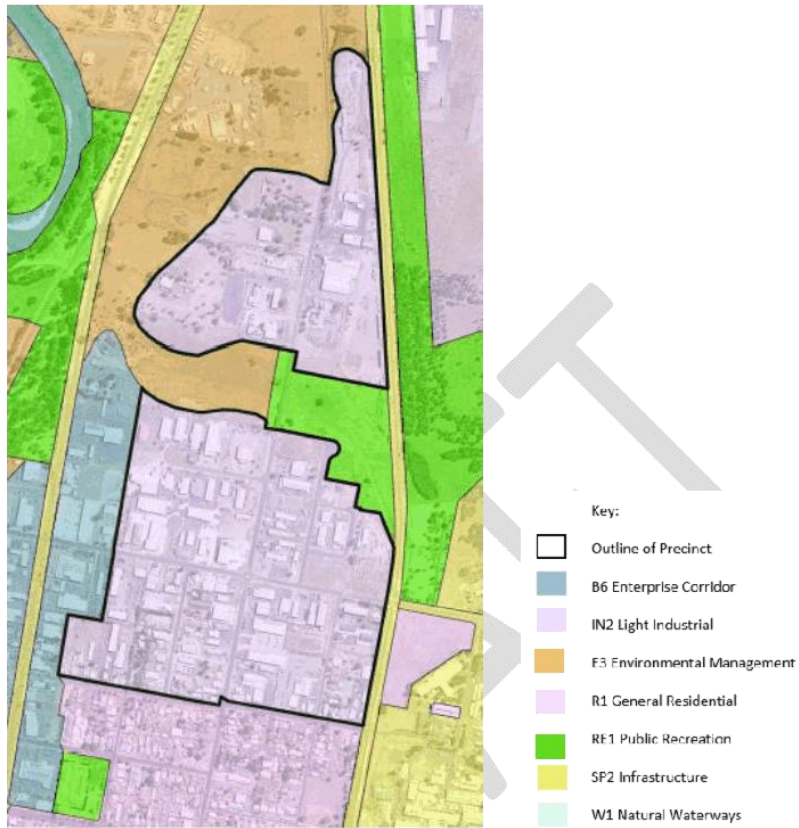 Key:
Outline of Precinct
B6 Enterprise Corridor
IN2 Light Industrial
E3 Environmental Management
R1 General Residential
RE1 Public Recreation
SP2 Infrastructure
W1 Natural Waterways